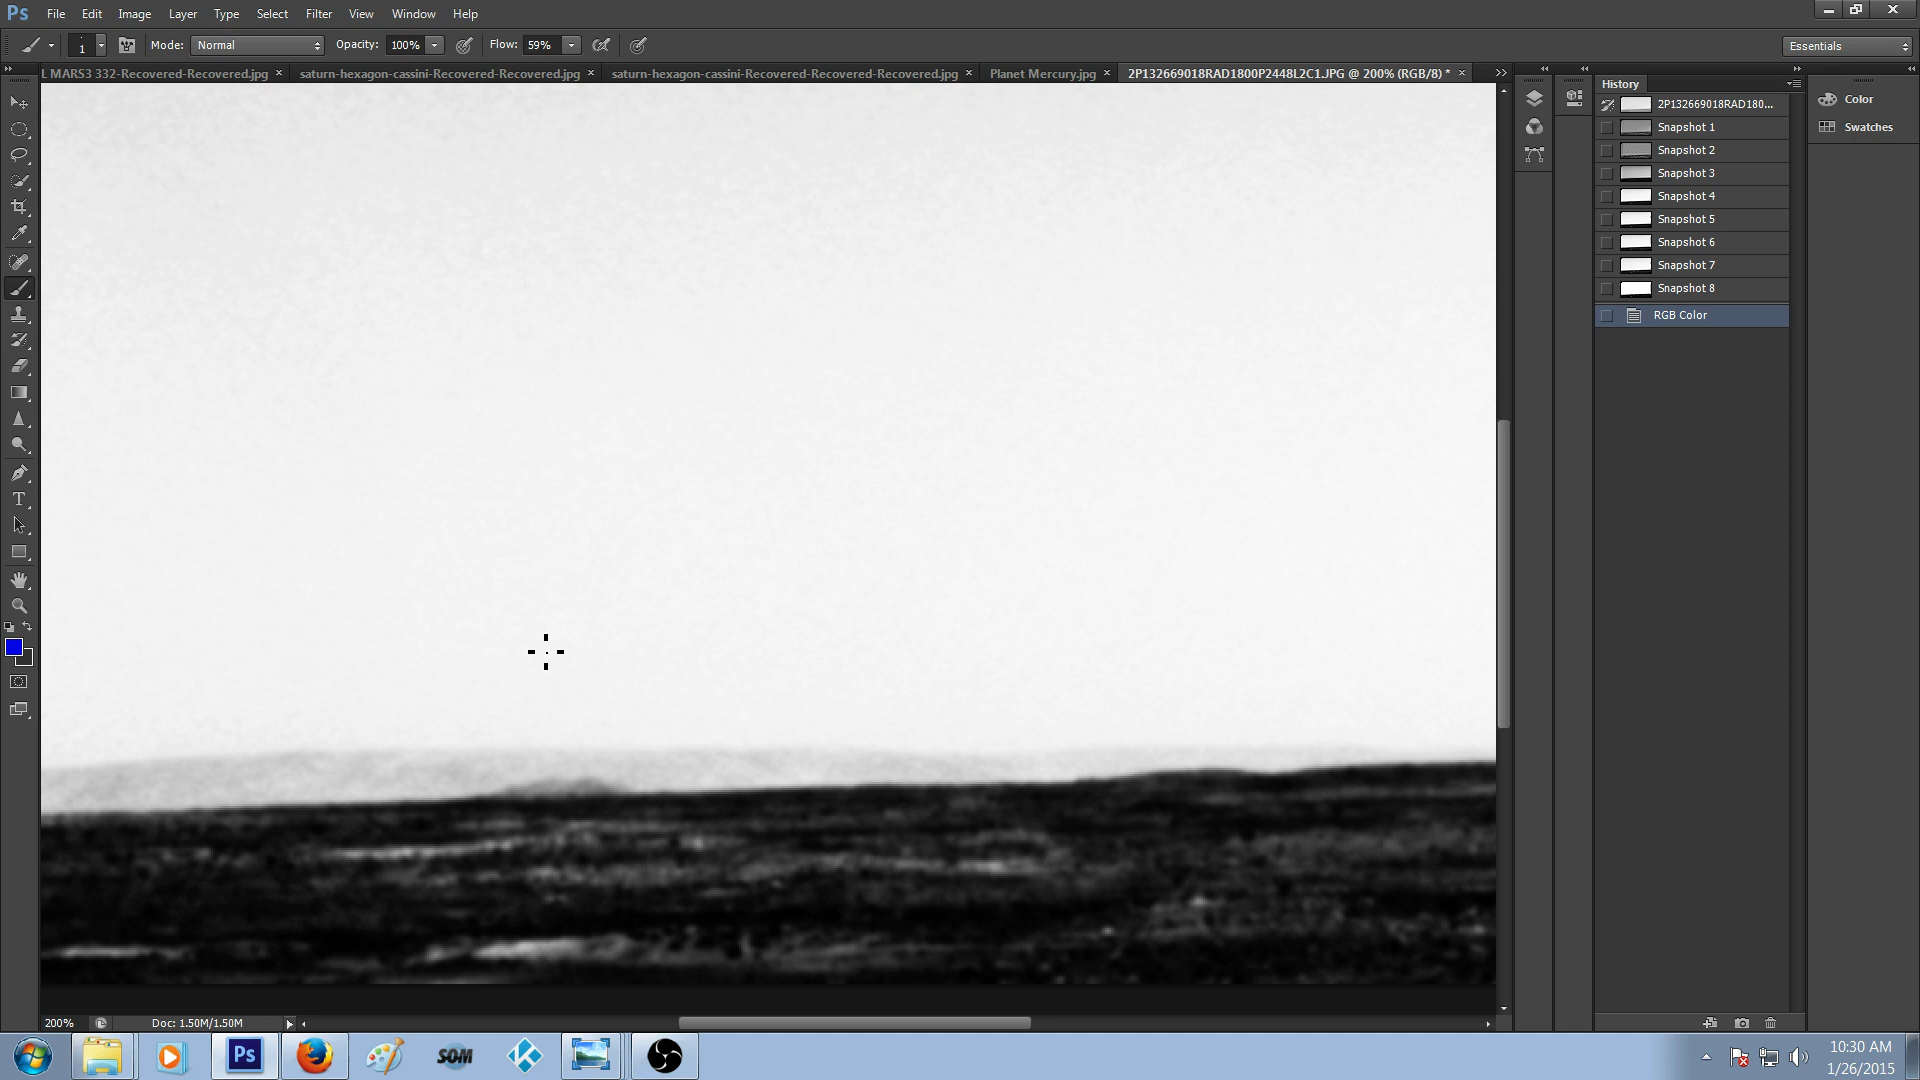 Ps File Edit Image Layer Type Select Filter View Window Help
1 Mode: Normal Opacity: 100% Flow: 59% Essentials
L MARS3 332-Recovered-Recovered.jpg × saturn-hexagon-cassini-Recovered-Recovered.jpg × saturn-hexagon-cassini-Recovered-Recovered-Recovered.jpg × Planet Mercury.jpg × 2P132669018RAD1800P2448L2C1.JPG @ 200% (RGB/8) * ×
History
2P132669018RAD180...
Snapshot 1
Snapshot 2
Snapshot 3
Snapshot 4
Snapshot 5
Snapshot 6
Snapshot 7
Snapshot 8
RGB Color
Color
Swatches
200% Doc: 1.50M/1.50M
Ps SOM
10:30 AM
1/26/2015